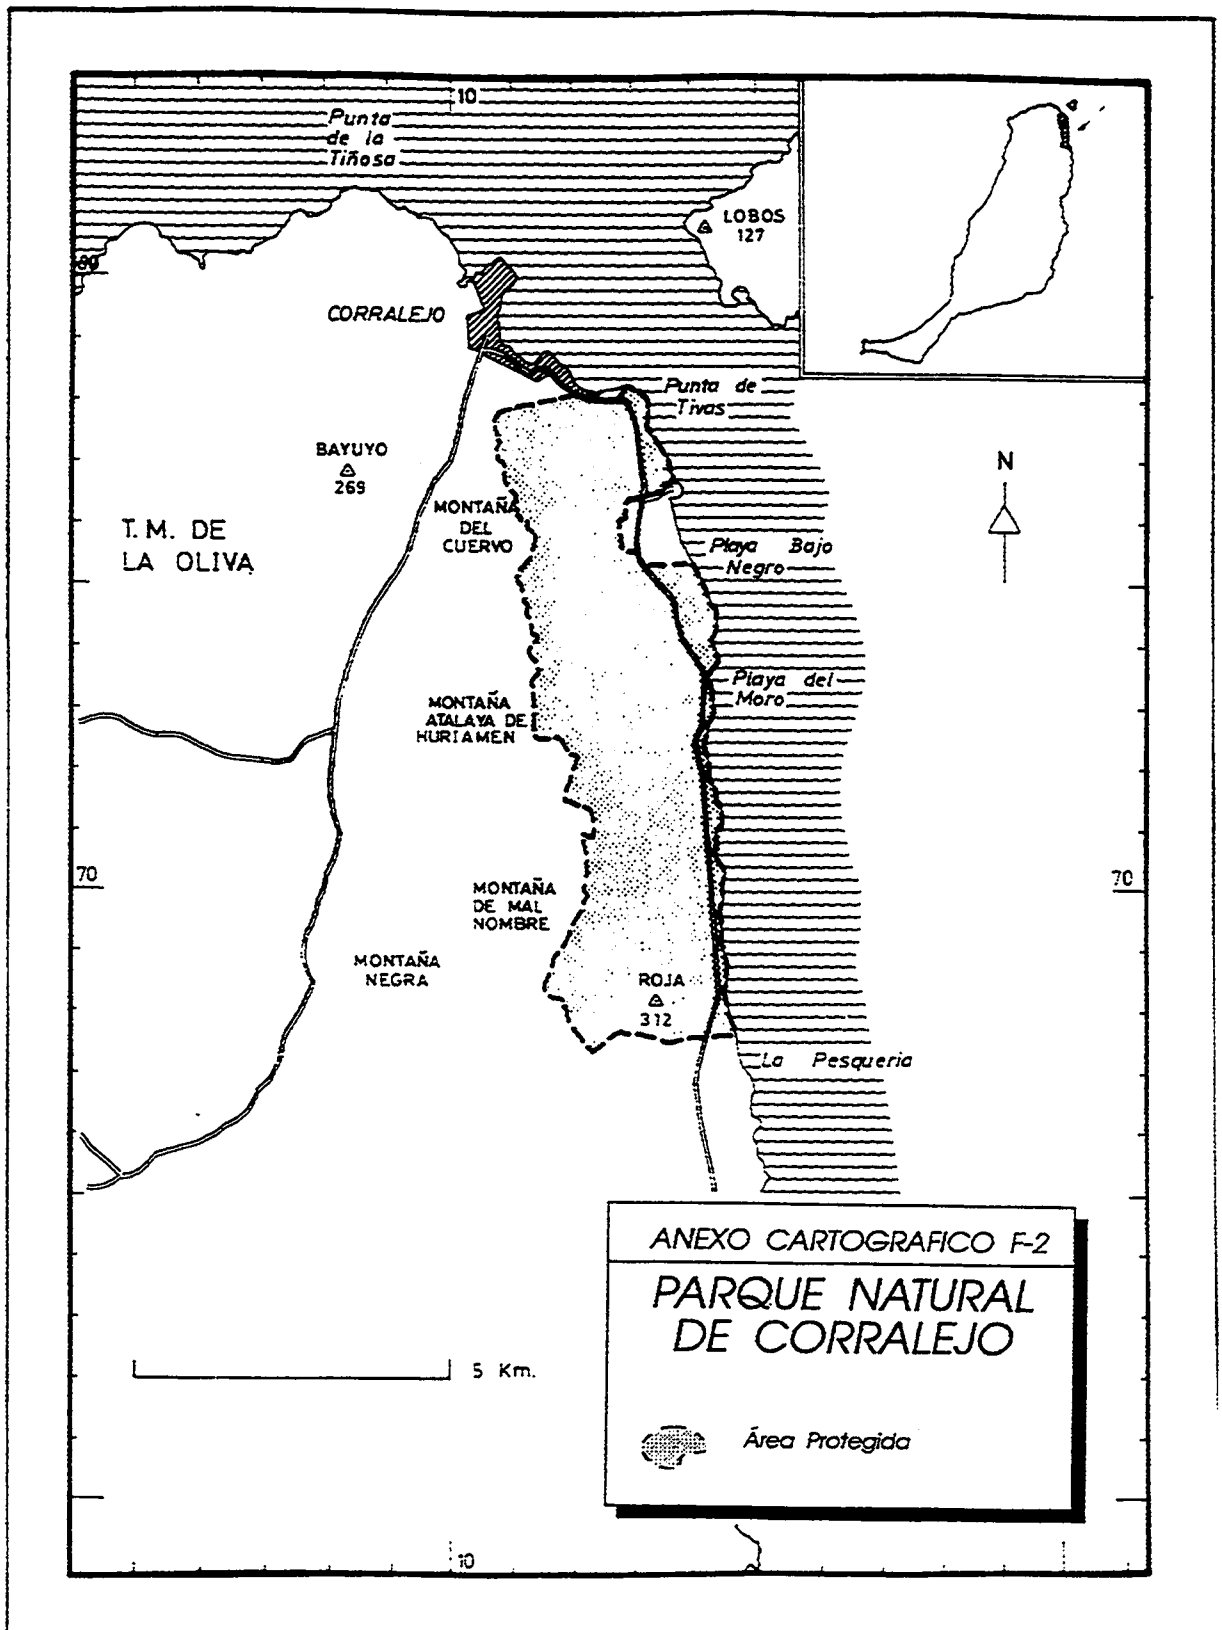 10
Punta
de la
Tiñosa
LOBOS
127
80
CORRALEJO
Punta de
Tivas
BAYUYO
269
N
MONTAÑA
DEL
CUERVO
T. M. DE
LA OLIVA
Playa Bajo
Negro
Playa del
Moro
MONTAÑA
ATALAYA DE
HURIAMEN
70
70
MONTAÑA
DE MAL
NOMBRE
MONTAÑA
NEGRA
ROJA
312
La Pesqueria
ANEXO CARTOGRAFICO F-2
PARQUE NATURAL
DE CORRALEJO
5 Km.
Área Protegida
10